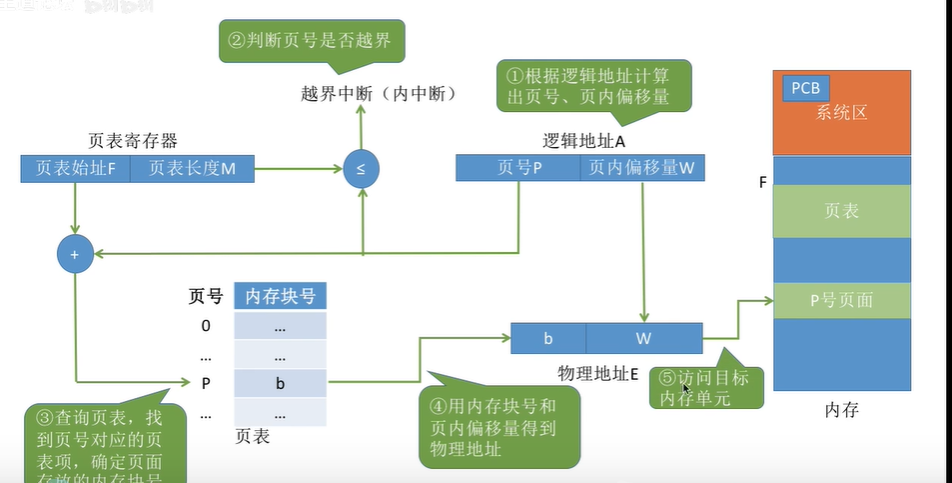 ②判断页号是否越界
越界中断（内中断）
①根据逻辑地址计算
出页号、页内偏移量
PCB
系统区
页表寄存器
逻辑地址A
页表始址F
页表长度M
≤
页号P
页内偏移量W
F
页表
+
页号
内存块号
P号页面
0
...
...
...
b
W
P
b
物理地址E
⑤访问目标
内存单元
...
...
页表
内存
③查询页表，找
到页号对应的页
表项，确定页面
存放的内存块号
④用内存块号和
页内偏移量得到
物理地址